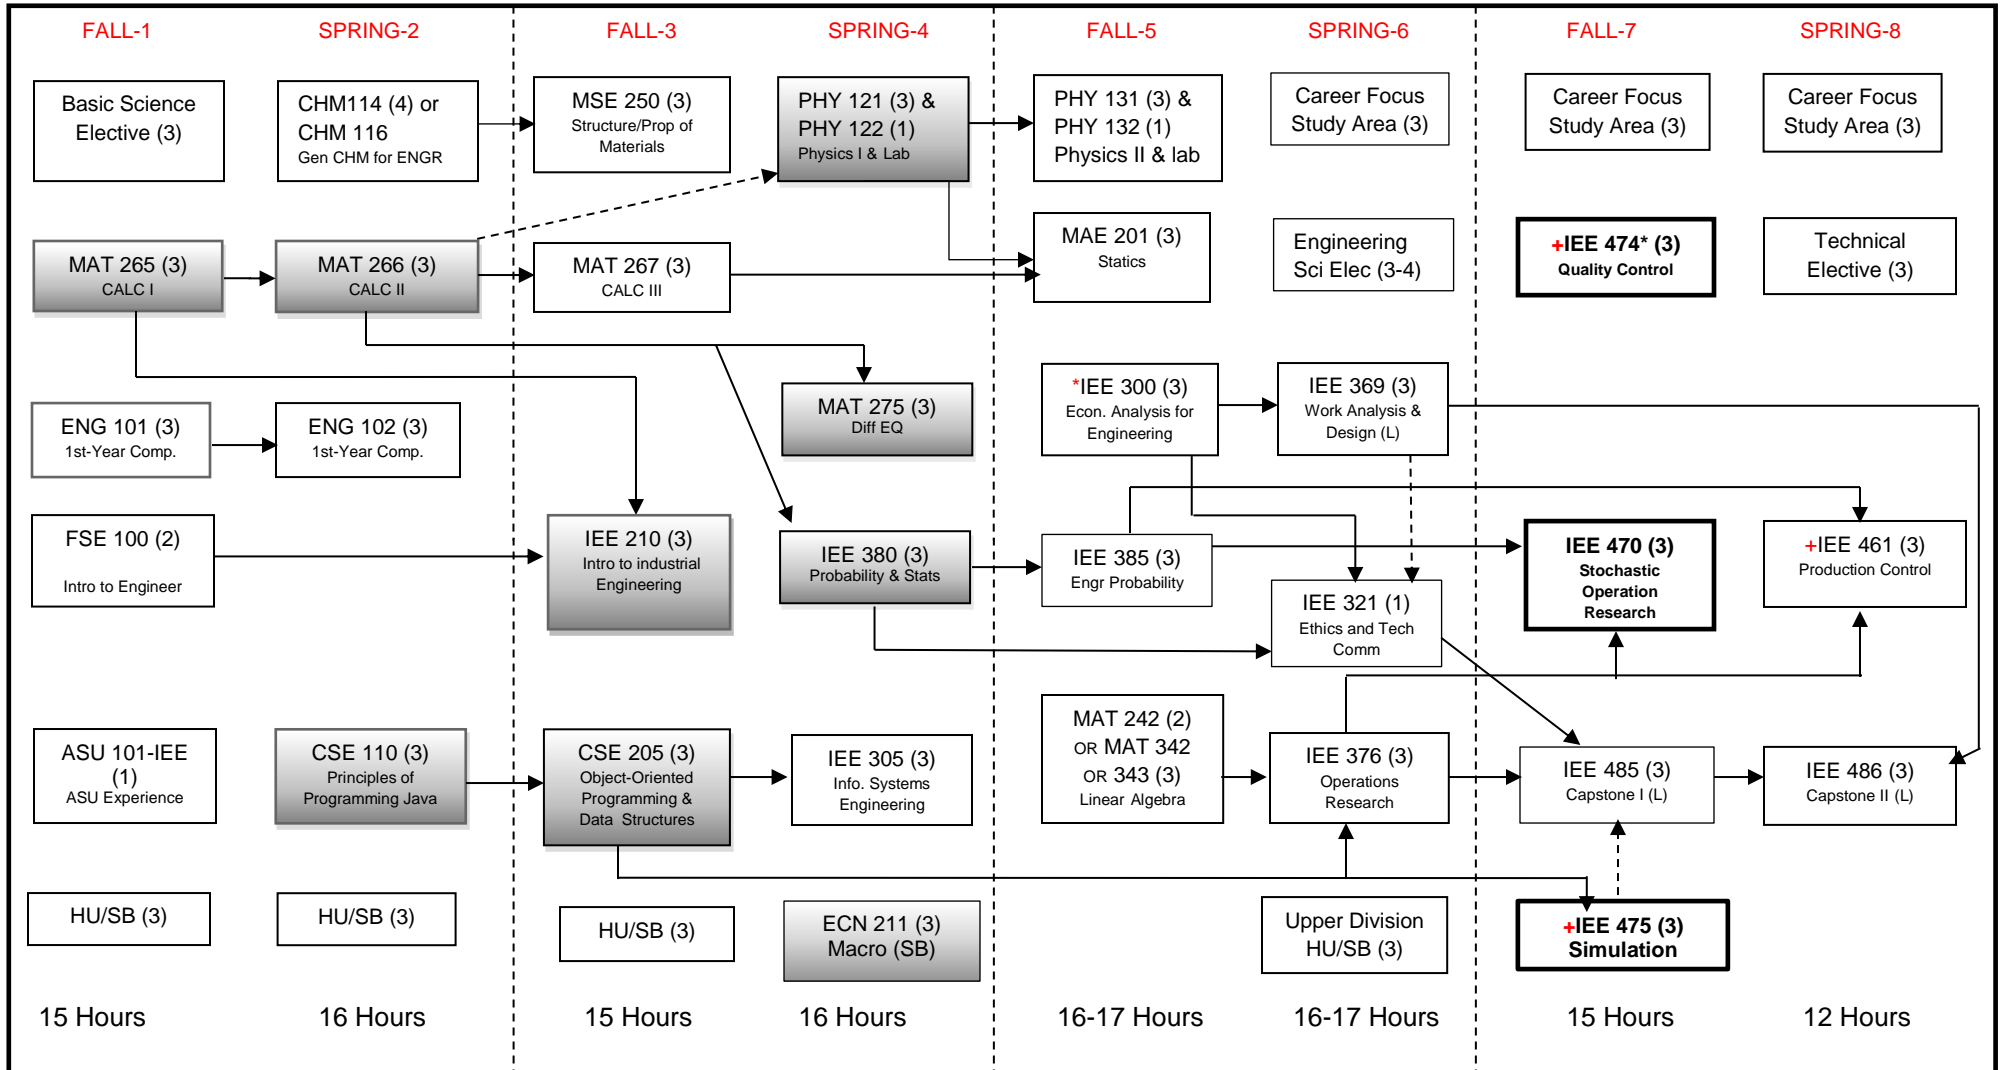 FALL-1
SPRING-2
FALL-3
SPRING-4
FALL-5
SPRING-6
FALL-7
SPRING-8
Basic Science
Elective (3)
CHM114 (4) or
CHM 116
Gen CHM for ENGR
MSE 250 (3)
Structure/Prop of
Materials
PHY 121 (3) &
PHY 122 (1)
Physics I & Lab
PHY 131 (3) &
PHY 132 (1)
Physics II & lab
Career Focus
Study Area (3)
Career Focus
Study Area (3)
Career Focus
Study Area (3)
MAT 265 (3)
CALC I
MAT 266 (3)
CALC II
MAT 267 (3)
CALC III
MAE 201 (3)
Statics
Engineering
Sci Elec (3-4)
+IEE 474* (3)
Quality Control
Technical
Elective (3)
ENG 101 (3)
1st-Year Comp.
ENG 102 (3)
1st-Year Comp.
MAT 275 (3)
Diff EQ
*IEE 300 (3)
Econ. Analysis for
Engineering
IEE 369 (3)
Work Analysis &
Design (L)
FSE 100 (2)
Intro to Engineer
IEE 210 (3)
Intro to industrial
Engineering
IEE 380 (3)
Probability & Stats
IEE 385 (3)
Engr Probability
IEE 321 (1)
Ethics and Tech
Comm
IEE 470 (3)
Stochastic
Operation
Research
+IEE 461 (3)
Production Control
ASU 101-IEE
(1)
ASU Experience
CSE 110 (3)
Principles of
Programming Java
CSE 205 (3)
Object-Oriented
Programming &
Data Structures
IEE 305 (3)
Info. Systems
Engineering
MAT 242 (2)
OR MAT 342
OR 343 (3)
Linear Algebra
IEE 376 (3)
Operations
Research
IEE 485 (3)
Capstone I (L)
IEE 486 (3)
Capstone II (L)
HU/SB (3)
HU/SB (3)
HU/SB (3)
ECN 211 (3)
Macro (SB)
Upper Division
HU/SB (3)
+IEE 475 (3)
Simulation
15 Hours
16 Hours
15 Hours
16 Hours
16-17 Hours
16-17 Hours
15 Hours
12 Hours